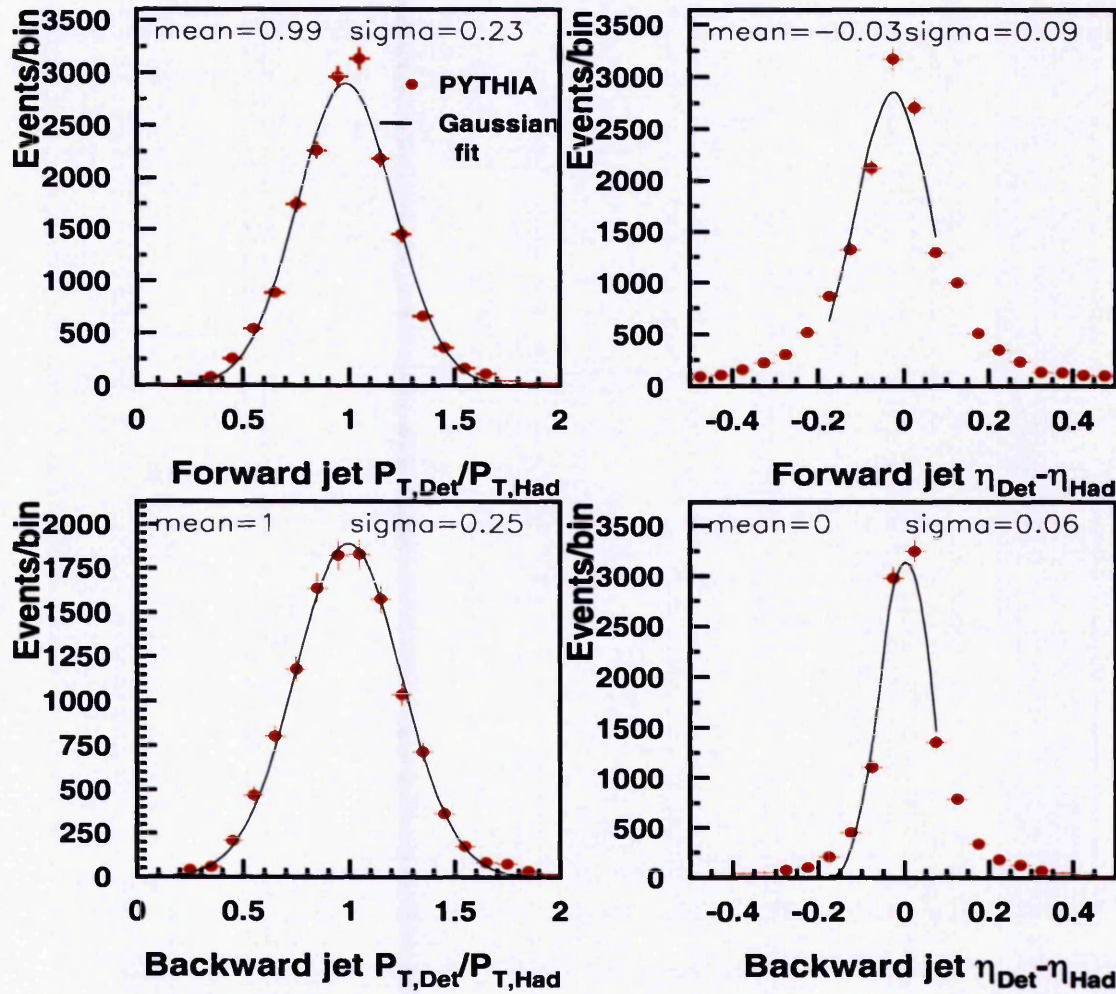 Events/bin
3500
3000
2500
2000
1500
1000
500
0
mean=0.99 sigma=0.23
PYTHIA
Gaussian
fit
0 0.5 1 1.5 2
Forward jet P_T,Det/P_T,Had
Events/bin
3500
3000
2500
2000
1500
1000
500
0
mean=-0.03 sigma=0.09
-0.4 -0.2 0 0.2 0.4
Forward jet η_Det-η_Had
Events/bin
2000
1750
1500
1250
1000
750
500
250
0
mean=1 sigma=0.25
0 0.5 1 1.5 2
Backward jet P_T,Det/P_T,Had
Events/bin
3500
3000
2500
2000
1500
1000
500
0
mean=0 sigma=0.06
-0.4 -0.2 0 0.2 0.4
Backward jet η_Det-η_Had